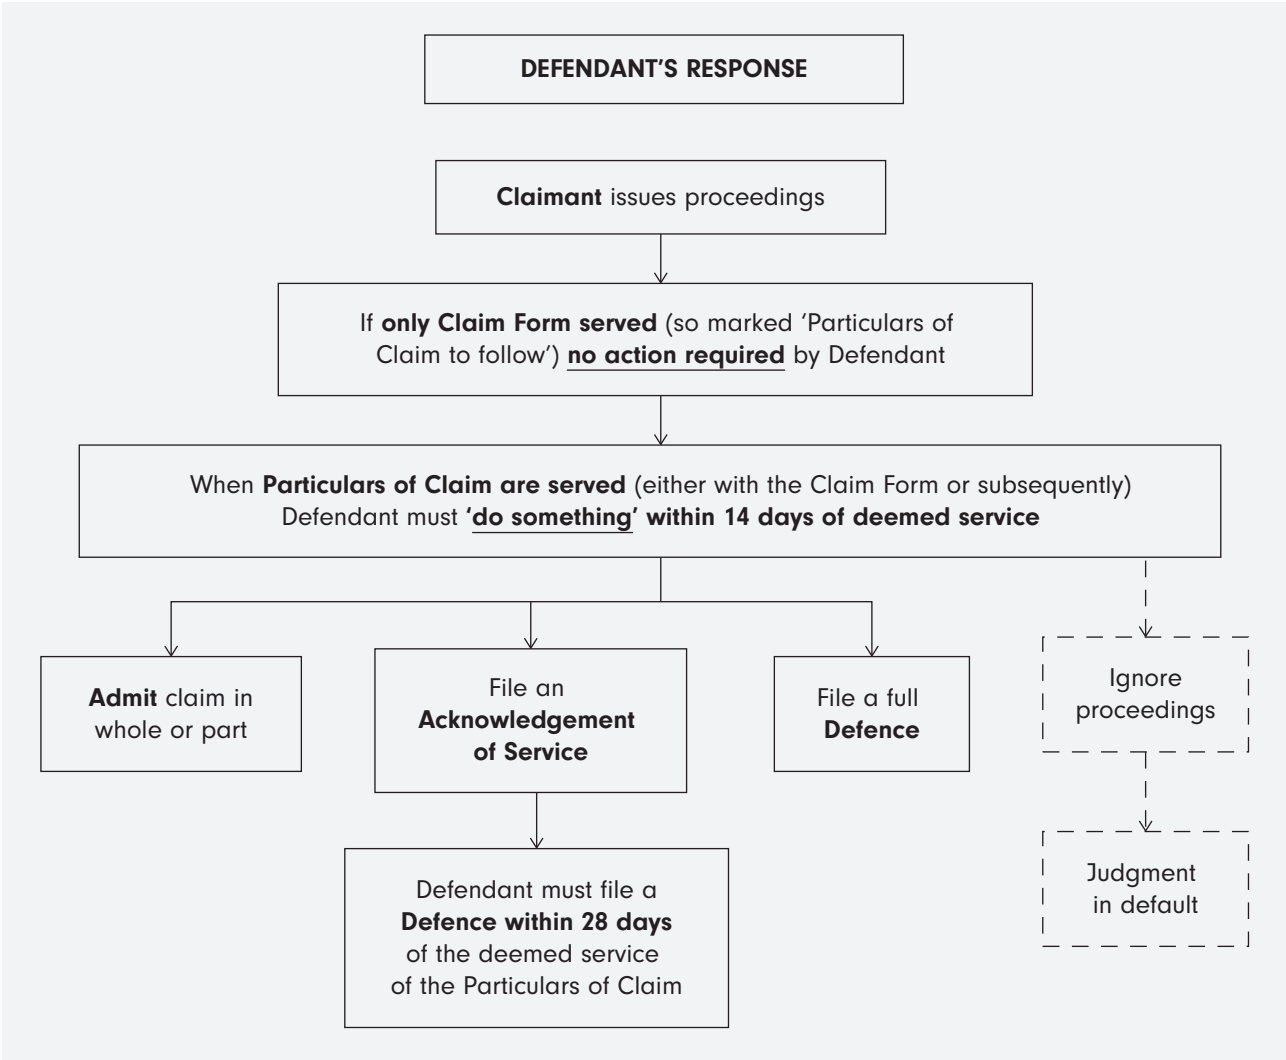 DEFENDANT’S RESPONSE
Claimant issues proceedings
If only Claim Form served (so marked ‘Particulars of
Claim to follow’) no action required by Defendant
When Particulars of Claim are served (either with the Claim Form or subsequently)
Defendant must ‘do something’ within 14 days of deemed service
Admit claim in
whole or part
File an
Acknowledgement
of Service
File a full
Defence
Ignore
proceedings
Defendant must file a
Defence within 28 days
of the deemed service
of the Particulars of Claim
Judgment
in default